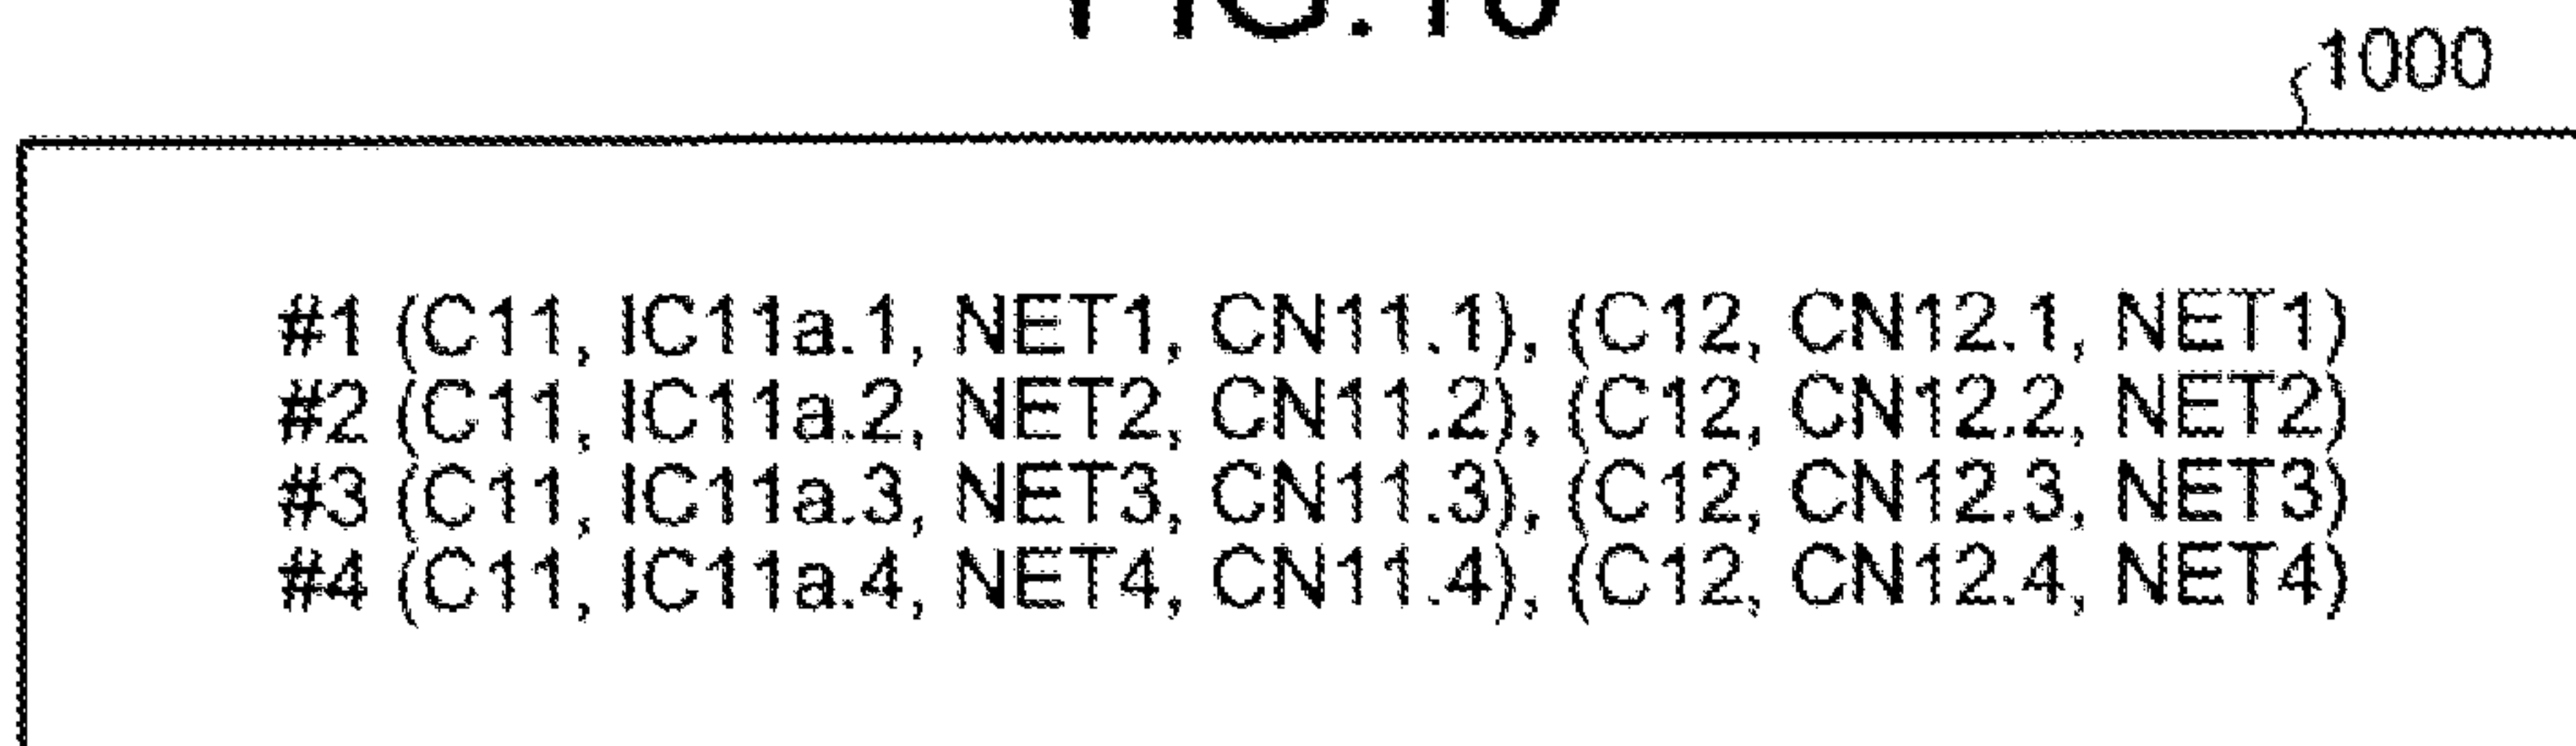 1000
#1 (C11, IC11a.1, NET1, CN11.1), (C12, CN12.1, NET1)
#2 (C11, IC11a.2, NET2, CN11.2), (C12, CN12.2, NET2)
#3 (C11, IC11a.3, NET3, CN11.3), (C12, CN12.3, NET3)
#4 (C11, IC11a.4, NET4, CN11.4), (C12, CN12.4, NET4)